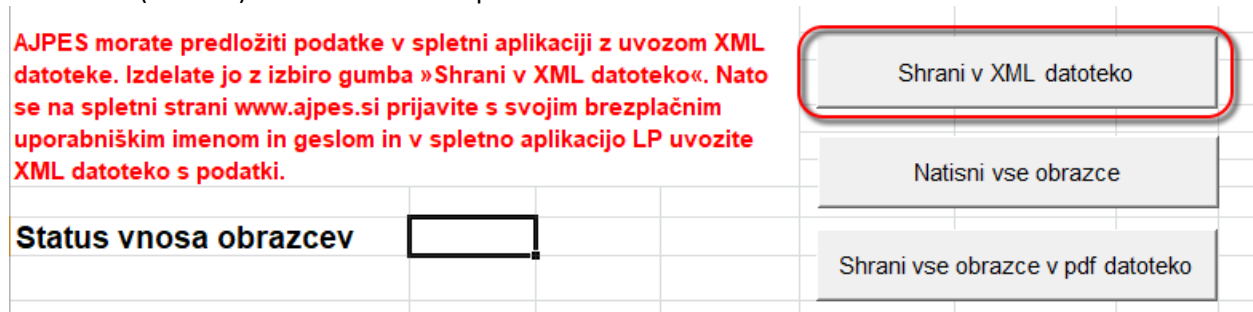 AJPES morate predložiti podatke v spletni aplikaciji z uvozom XML
datoteke. Izdelate jo z izbiro gumba »Shrani v XML datoteko«. Nato
se na spletni strani www.ajpes.si prijavite s svojim brezplačnim
uporabniškim imenom in geslom in v spletno aplikacijo LP uvozite
XML datoteko s podatki.
Shrani v XML datoteko
Natisni vse obrazce
Status vnosa obrazcev
Shrani vse obrazce v pdf datoteko